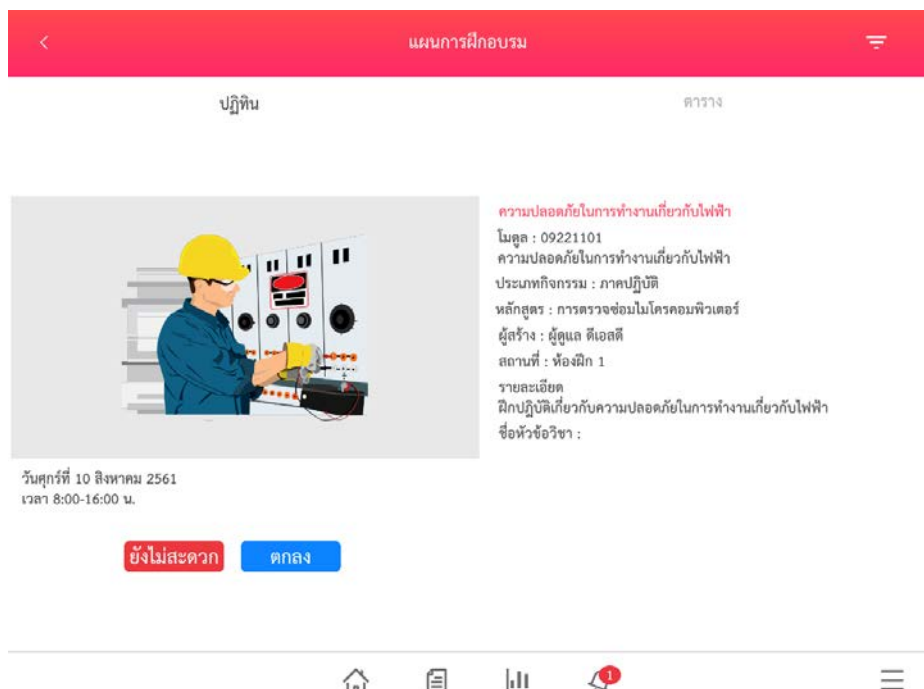 แผนการฝึกอบรม
ปฏิทิน
ตาราง
ความปลอดภัยในการทำงานเกี่ยวกับไฟฟ้า
โมดูล : 09221101
ความปลอดภัยในการทำงานเกี่ยวกับไฟฟ้า
ประเภทกิจกรรม : ภาคปฏิบัติ
หลักสูตร : การตรวจซ่อมไมโครคอมพิวเตอร์
ผู้สร้าง : ผู้ดูแล ดีเอสดี
สถานที่ : ห้องฝึก 1
รายละเอียด
ฝึกปฏิบัติเกี่ยวกับความปลอดภัยในการทำงานเกี่ยวกับไฟฟ้า
ชื่อหัวข้อวิชา :
วันศุกร์ที่ 10 สิงหาคม 2561
เวลา 8:00-16:00 น.
ยังไม่สะดวก
ตกลง
1